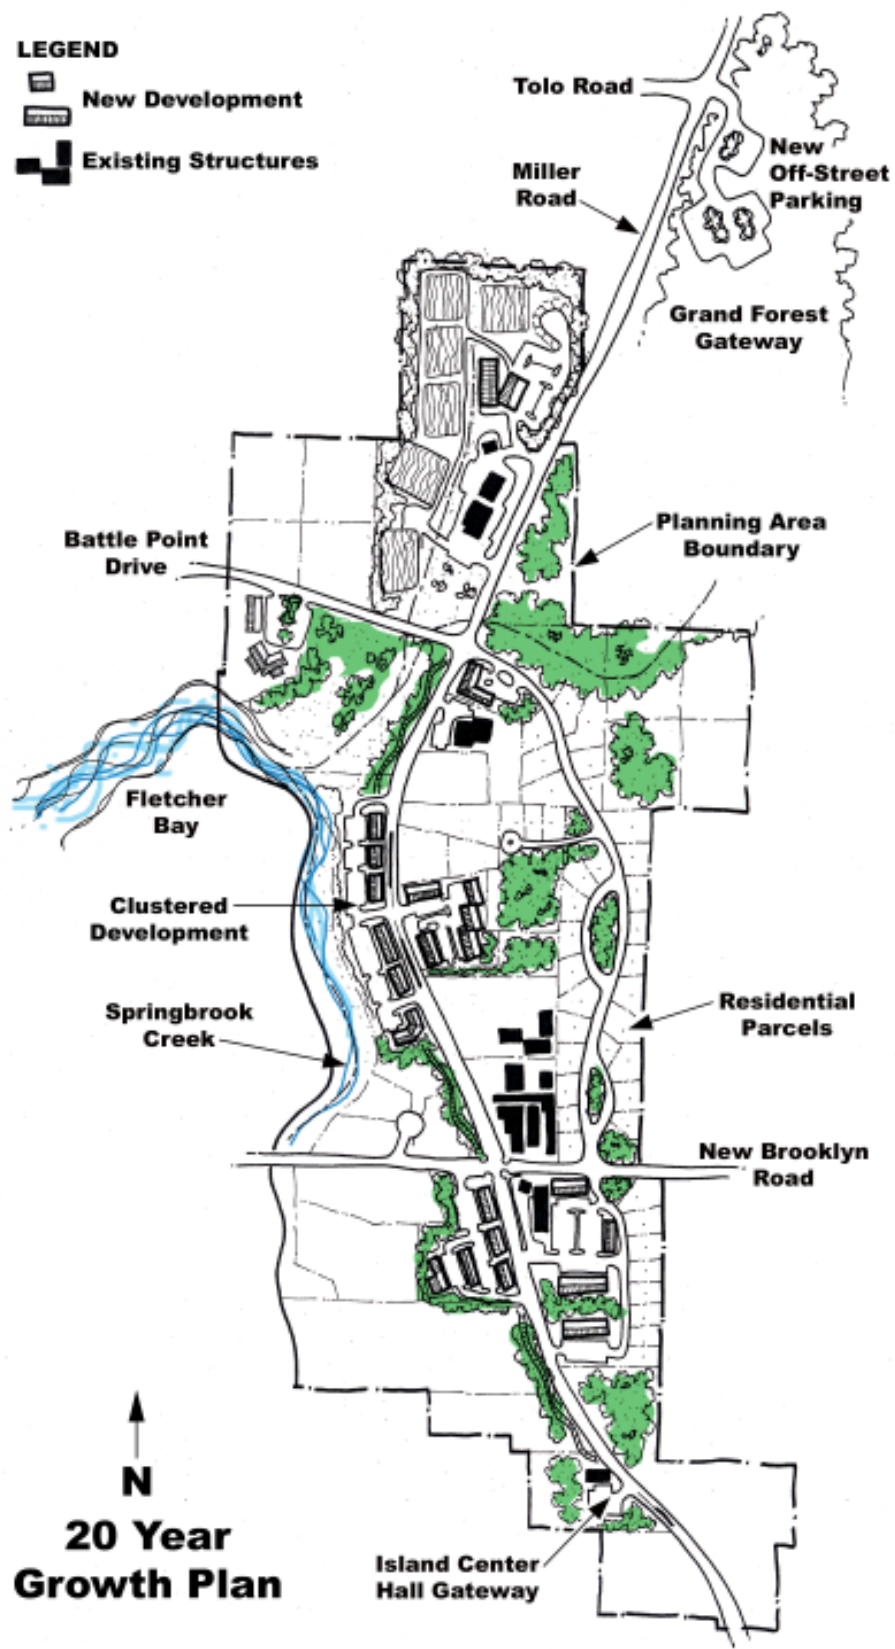 LEGEND
New Development
Existing Structures
Tolo Road
New
Off-Street
Parking
Miller
Road
Grand Forest
Gateway
Planning Area
Boundary
Battle Point
Drive
Fletcher
Bay
Clustered
Development
Springbrook
Creek
Residential
Parcels
New Brooklyn
Road
N
20 Year
Growth Plan
Island Center
Hall Gateway